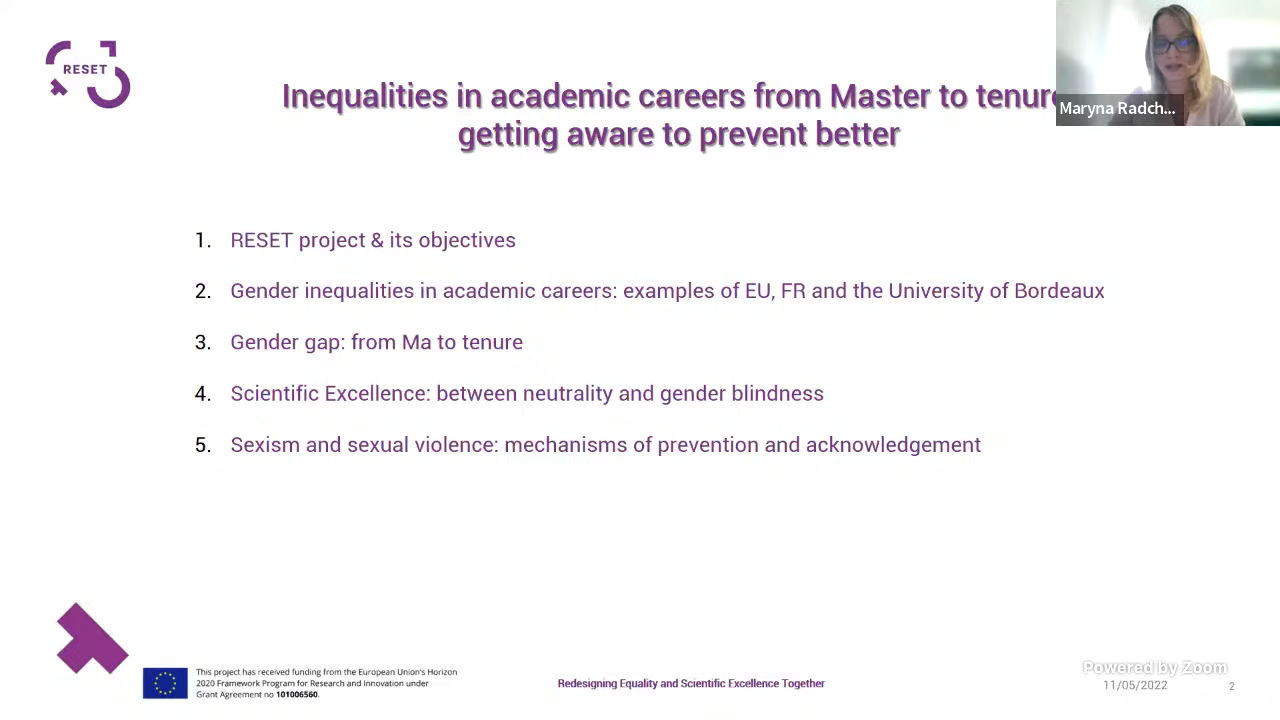 RESET
Inequalities in academic careers from Master to tenure
getting aware to prevent better
Maryna Radch...
1. RESET project & its objectives
2. Gender inequalities in academic careers: examples of EU, FR and the University of Bordeaux
3. Gender gap: from Ma to tenure
4. Scientific Excellence: between neutrality and gender blindness
5. Sexism and sexual violence: mechanisms of prevention and acknowledgement
This project has received funding from the European Union's Horizon
2020 Framework Program for Research and Innovation under
Grant Agreement no 101006560.
Redesigning Equality and Scientific Excellence Together
Powered by Zoom
11/05/2022
2